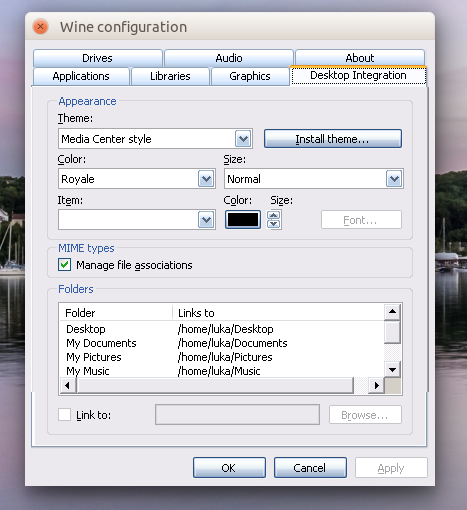 Wine configuration
Drives Audio About
Applications Libraries Graphics Desktop Integration
Appearance
Theme:
Media Center style Install theme...
Color: Size:
Royale Normal
Item: Color: Size:
Font...
MIME types
Manage file associations
Folders
Folder Links to
Desktop /home/luka/Desktop
My Documents /home/luka/Documents
My Pictures /home/luka/Pictures
My Music /home/luka/Music
Link to: Browse...
OK Cancel Apply